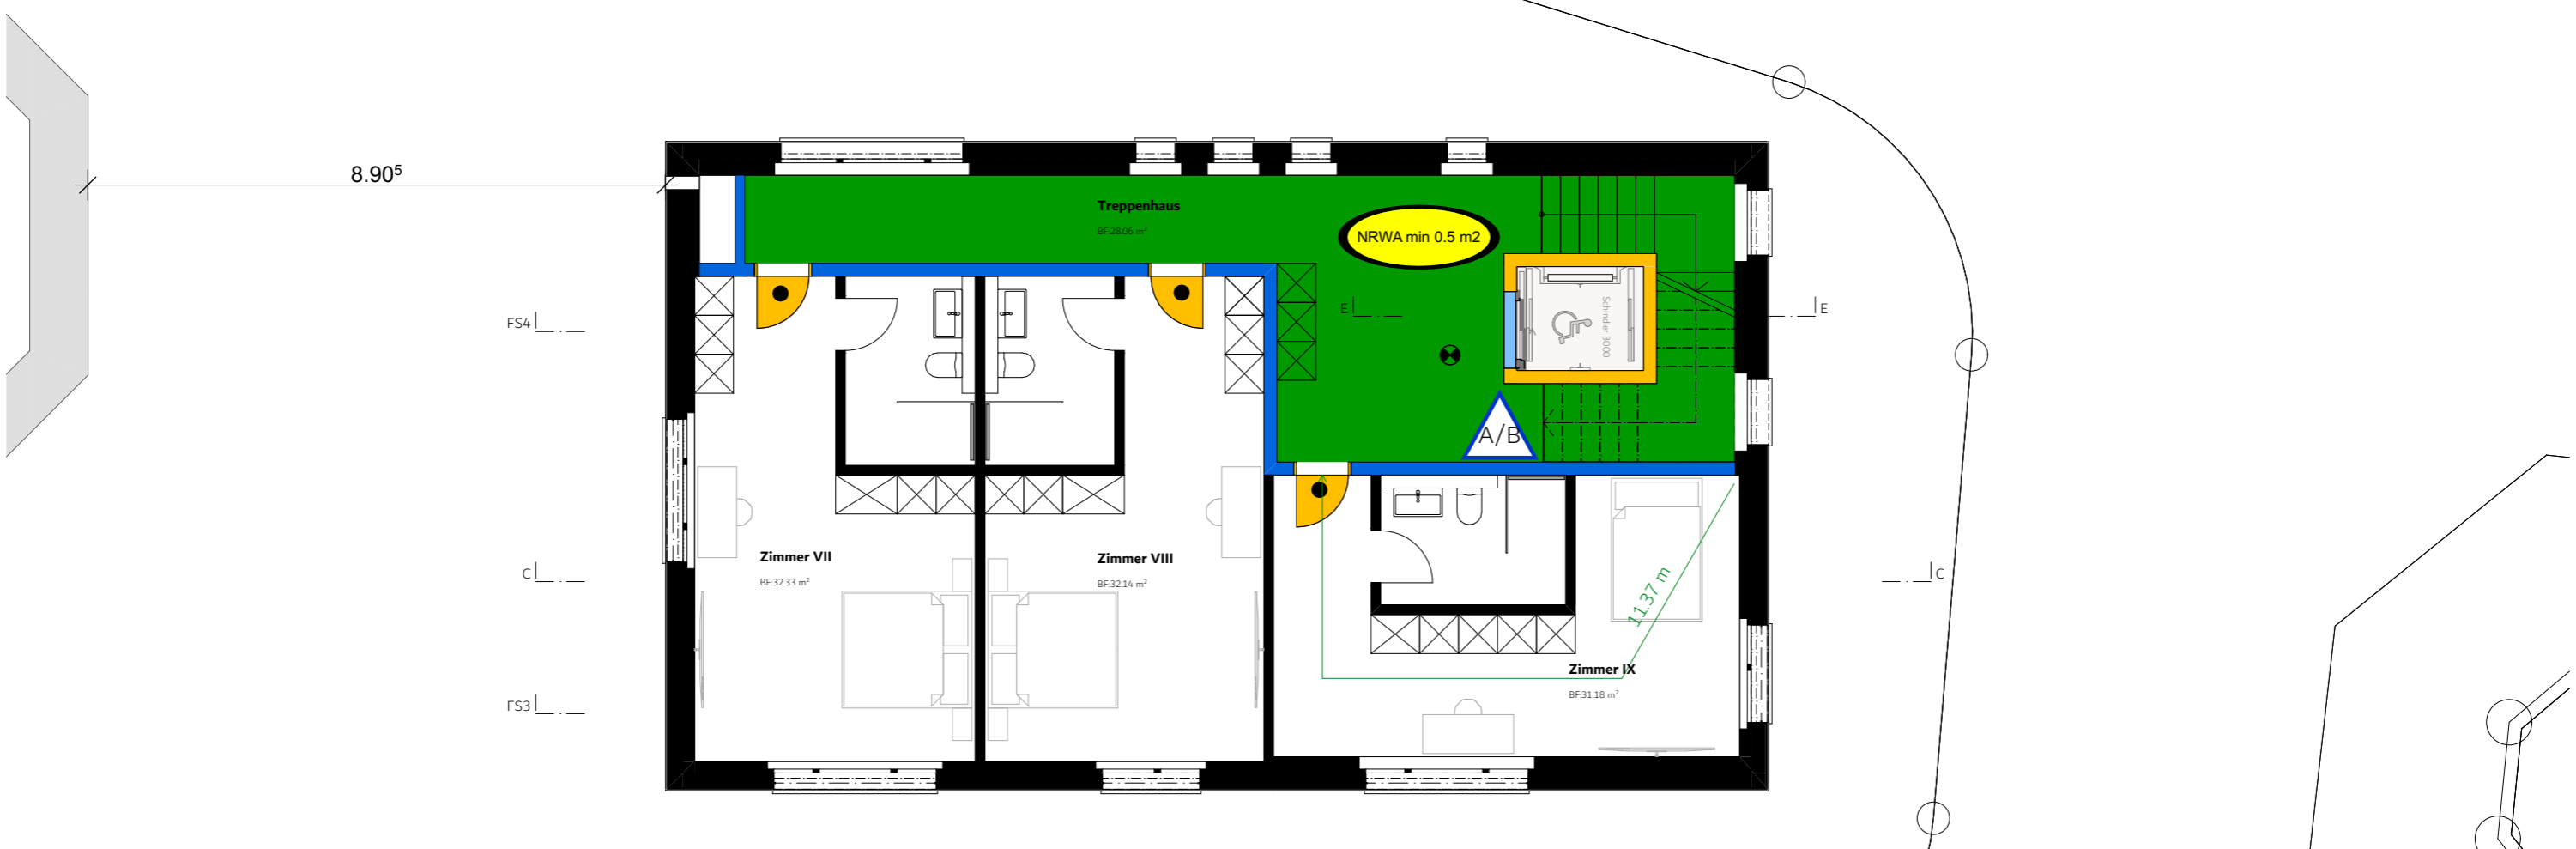 8.90⁵
Treppenhaus
BF:28.06 m²
NRWA min 0.5 m2
Schindler 3000
E
E
FS4
A/B
Zimmer VII
BF:32.33 m²
Zimmer VIII
BF:32.14 m²
C
C
11.37 m
Zimmer IX
BF:31.18 m²
FS3